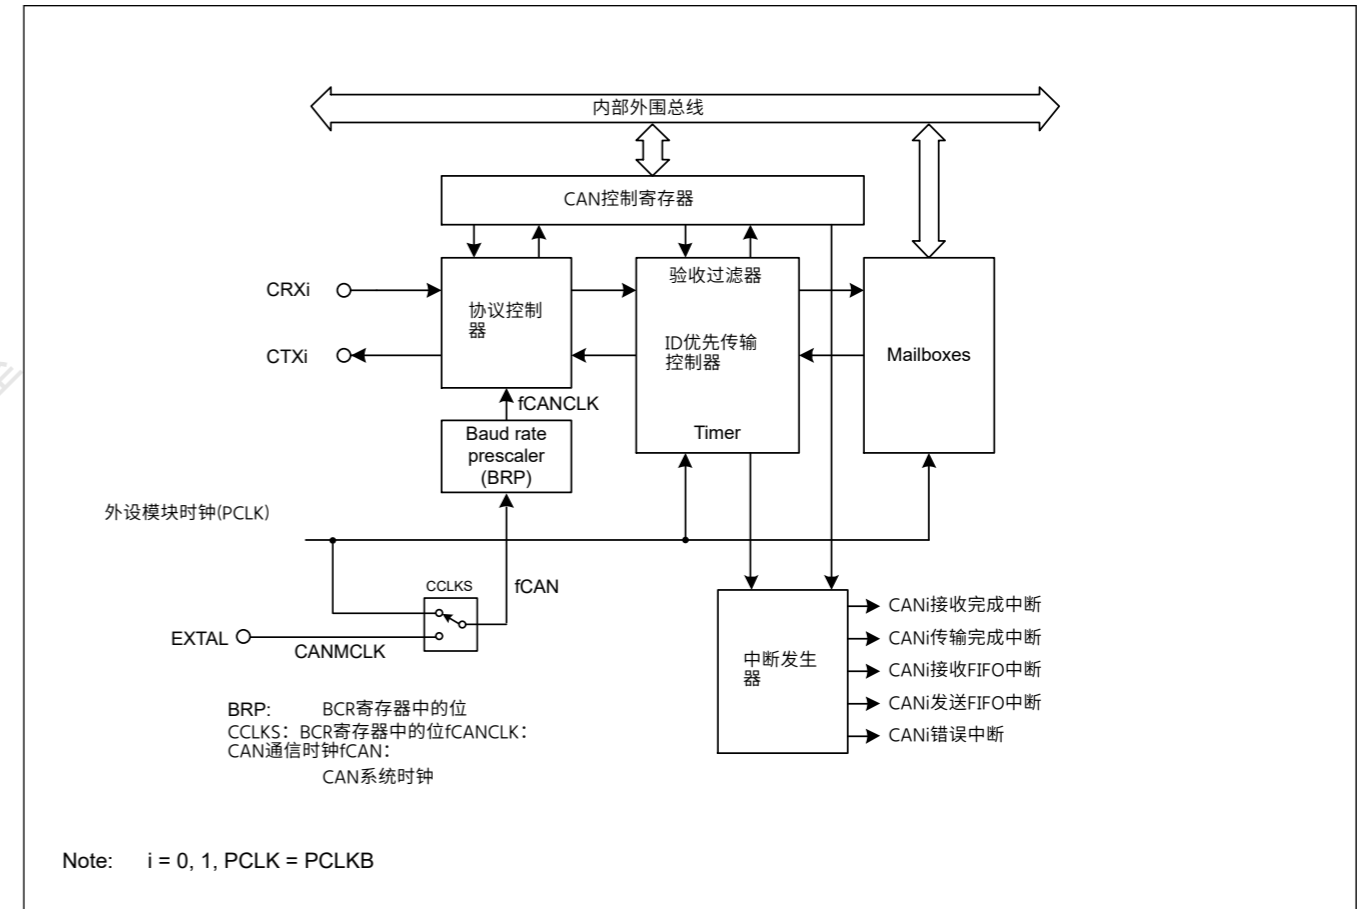 内部外围总线
CAN控制寄存器
CRXi
CTXi
协议控制
器
验收过滤器
ID优先传输
控制器
Timer
Mailboxes
fCANCLK
Baud rate
prescaler
(BRP)
外设模块时钟(PCLK)
CCLKS
fCAN
EXTAL
CANMCLK
中断发生
器
CANi接收完成中断
CANi传输完成中断
CANi接收FIFO中断
CANi发送FIFO中断
CANi错误中断
BRP: BCR寄存器中的位
CCLKS：BCR寄存器中的位fCANCLK：
CAN通信时钟fCAN：
CAN系统时钟
Note: i = 0, 1, PCLK = PCLKB